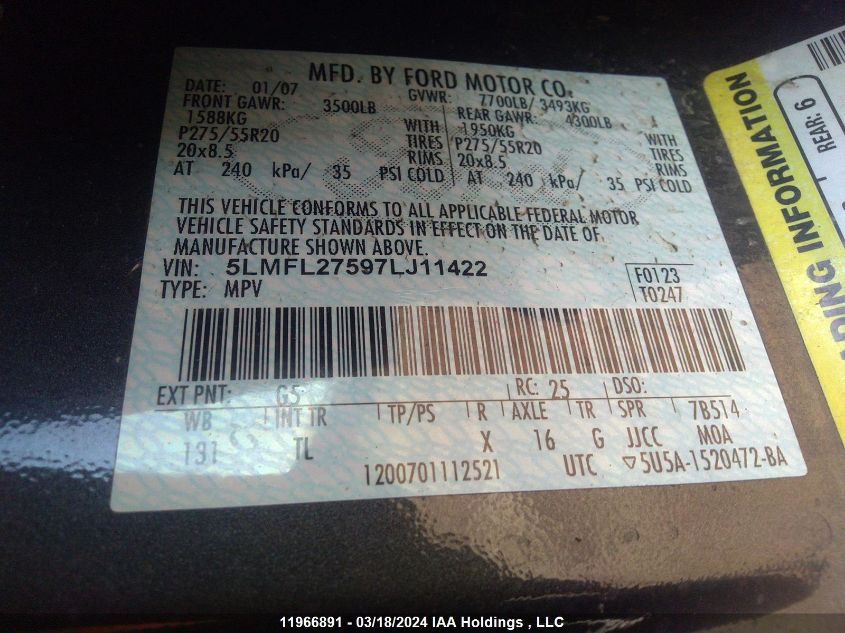 MFD. BY FORD MOTOR CO.
DATE: 01/07 GVWR: 7700LB/ 3493KG
FRONT GAWR: 3500LB REAR GAWR: 4300LB
1588KG WITH 1950KG WITH
P275/55R20 TIRES P275/55R20 TIRES
20x8.5 RIMS 20x8.5 RIMS
AT 240 kPa/ 35 PSI COLD AT 240 kPa/ 35 PSI COLD
THIS VEHICLE CONFORMS TO ALL APPLICABLE FEDERAL MOTOR
VEHICLE SAFETY STANDARDS IN EFFECT ON THE DATE OF
MANUFACTURE SHOWN ABOVE.
VIN: 5LMFL27597LJ11422
TYPE: MPV
F0123
T0247
EXT PNT: G5 RC: 25 DSO:
WB INT TR TP/PS R AXLE TR SPR 7B514
TL X 16 G JJCC MOA
1200701112521 UTC ▽5U5A-1520472-BA
DING INFORMATION
REAR: 6
11966891 - 03/18/2024 IAA Holdings , LLC